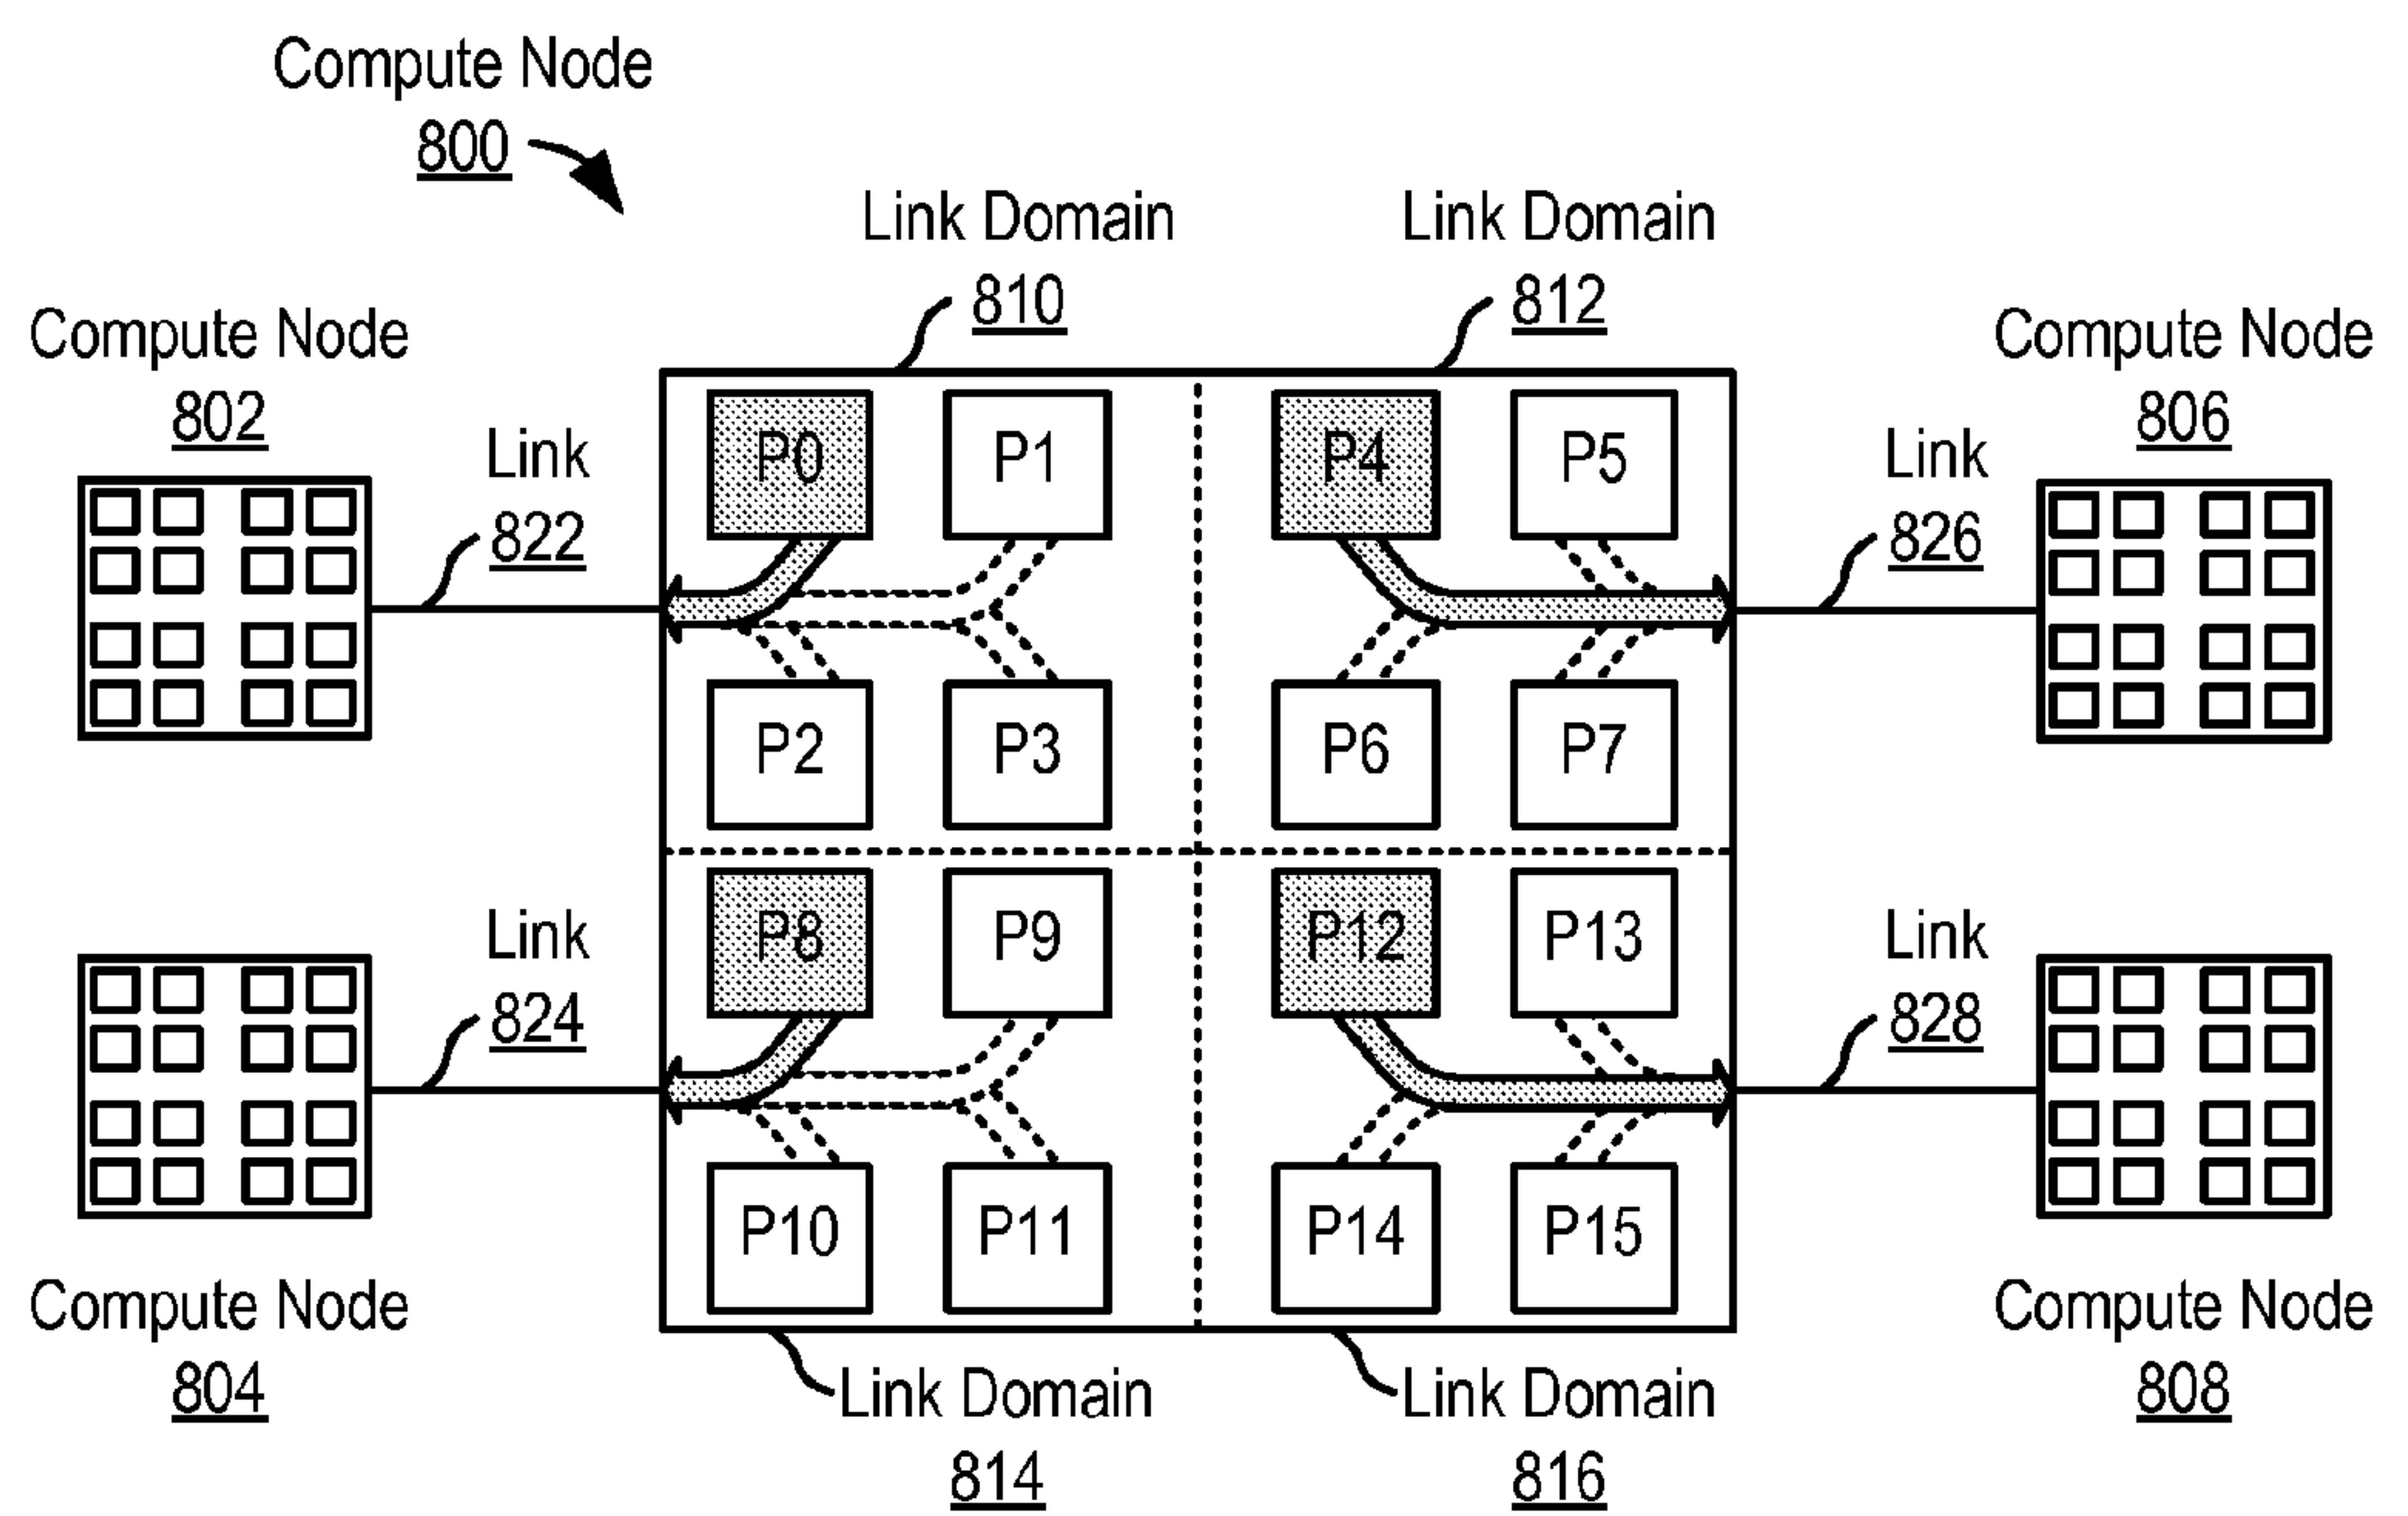 Compute Node
800
Link Domain
810
Link Domain
812
Compute Node
802
Compute Node
806
Link
822
Link
826
P0
P1
P4
P5
P2
P3
P6
P7
Link
824
Link
828
P8
P9
P12
P13
P10
P11
P14
P15
Compute Node
804
Compute Node
808
Link Domain
814
Link Domain
816